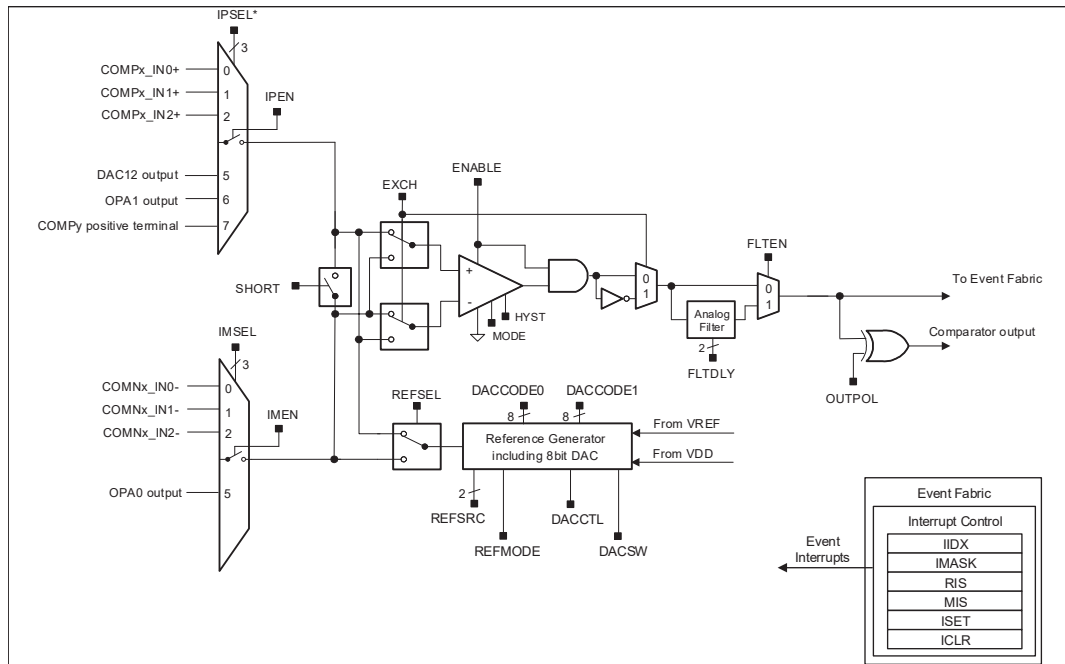 IPSEL*
3
COMPx_IN0+
0
COMPx_IN1+
1
IPEN
COMPx_IN2+
2
DAC12 output
5
OPA1 output
6
COMPy positive terminal
7
ENABLE
EXCH
FLTEN
SHORT
+
-
HYST
MODE
0
1
Analog
Filter
2
FLTDLY
0
1
To Event Fabric
Comparator output
OUTPOL
IMSEL
3
COMNx_IN0-
0
COMNx_IN1-
1
IMEN
COMNx_IN2-
2
OPA0 output
5
REFSEL
DACCODE0
DACCODE1
8
8
Reference Generator
including 8bit DAC
From VREF
From VDD
2
REFSRC
REFMODE
DACCTL
DACSW
Event Fabric
Interrupt Control
IIDX
IMASK
RIS
MIS
ISET
ICLR
Event
Interrupts